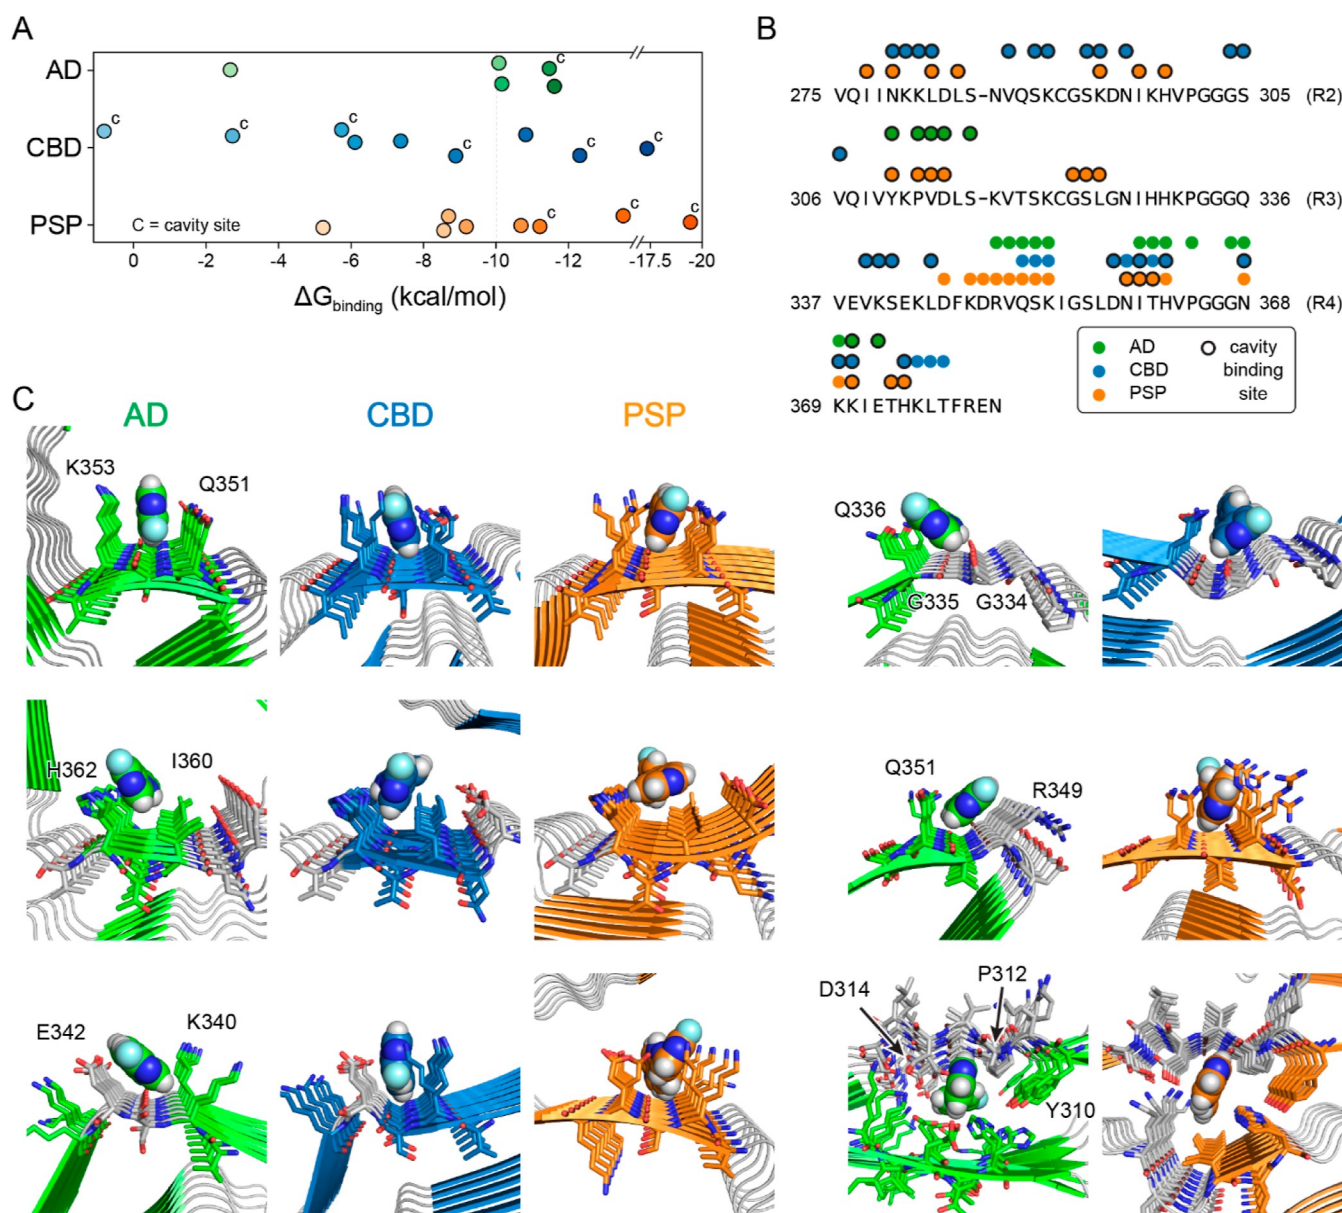 A
AD
CBD
PSP
c
c
c
c
c
c
c
c
c
c
C = cavity site
0
-2
-4
-6
-8
-10
-12
-17.5
-20
ΔGbinding (kcal/mol)
B
275 VQIINKKLDLS-NVQSKCGSKDNIKHVPGGGS 305 (R2)
306 VQIVYKPVDLS-KVTSKCGSLGNIHHKPGGGQ 336 (R3)
337 VEVKSEKLDFKDRVQSKIGSLDNITHVPGGGN 368 (R4)
369 KKIETHKLTFREN
AD
CBD
PSP
cavity
binding
site
C
AD
CBD
PSP
K353
Q351
Q336
G335
G334
H362
I360
Q351
R349
E342
K340
D314
P312
Y310